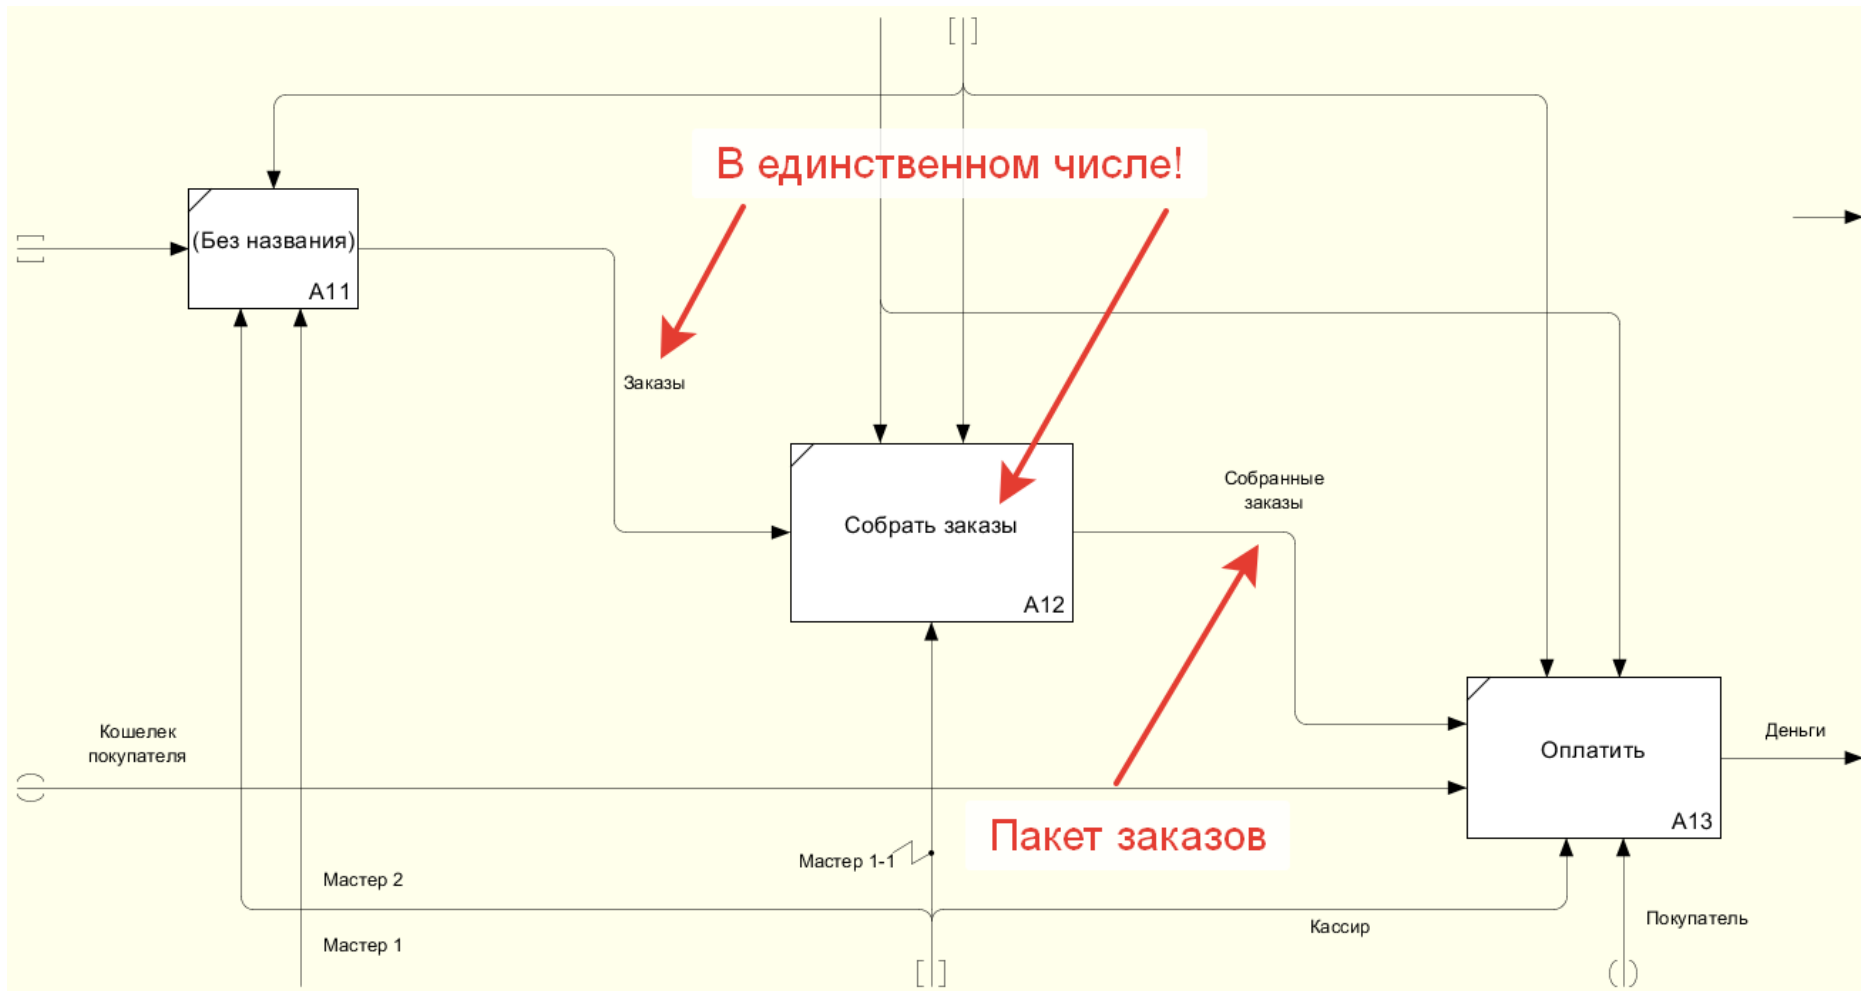 В единственном числе!
(Без названия)
A11
Заказы
Собрать заказы
A12
Собранные
заказы
Кошелек
покупателя
Оплатить
A13
Деньги
Пакет заказов
Мастер 1-1
Мастер 2
Мастер 1
Кассир
Покупатель